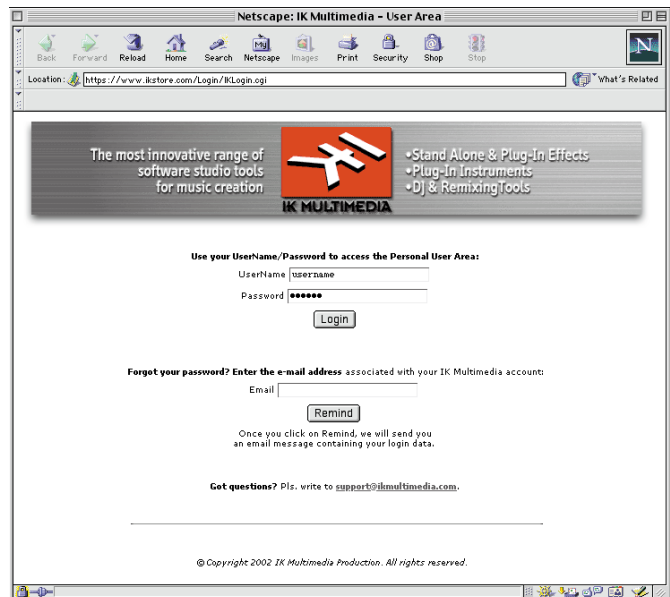 Netscape: IK Multimedia - User Area
Back Forward Reload Home Search Netscape Images Print Security Shop Stop
N
Location: https://www.ikstore.com/Login/IKLogin.cgi What's Related
The most innovative range of
software studio tools
for music creation
IK MULTIMEDIA
•Stand Alone & Plug-In Effects
•Plug-In Instruments
•Dj & RemixingTools
Use your UserName/Password to access the Personal User Area:
UserName username
Password ••••••
Login
Forgot your password? Enter the e-mail address associated with your IK Multimedia account:
Email
Remind
Once you click on Remind, we will send you
an email message containing your login data.
Got questions? Pls. write to support@ikmultimedia.com.
© Copyright 2002 IK Multimedia Production. All rights reserved.